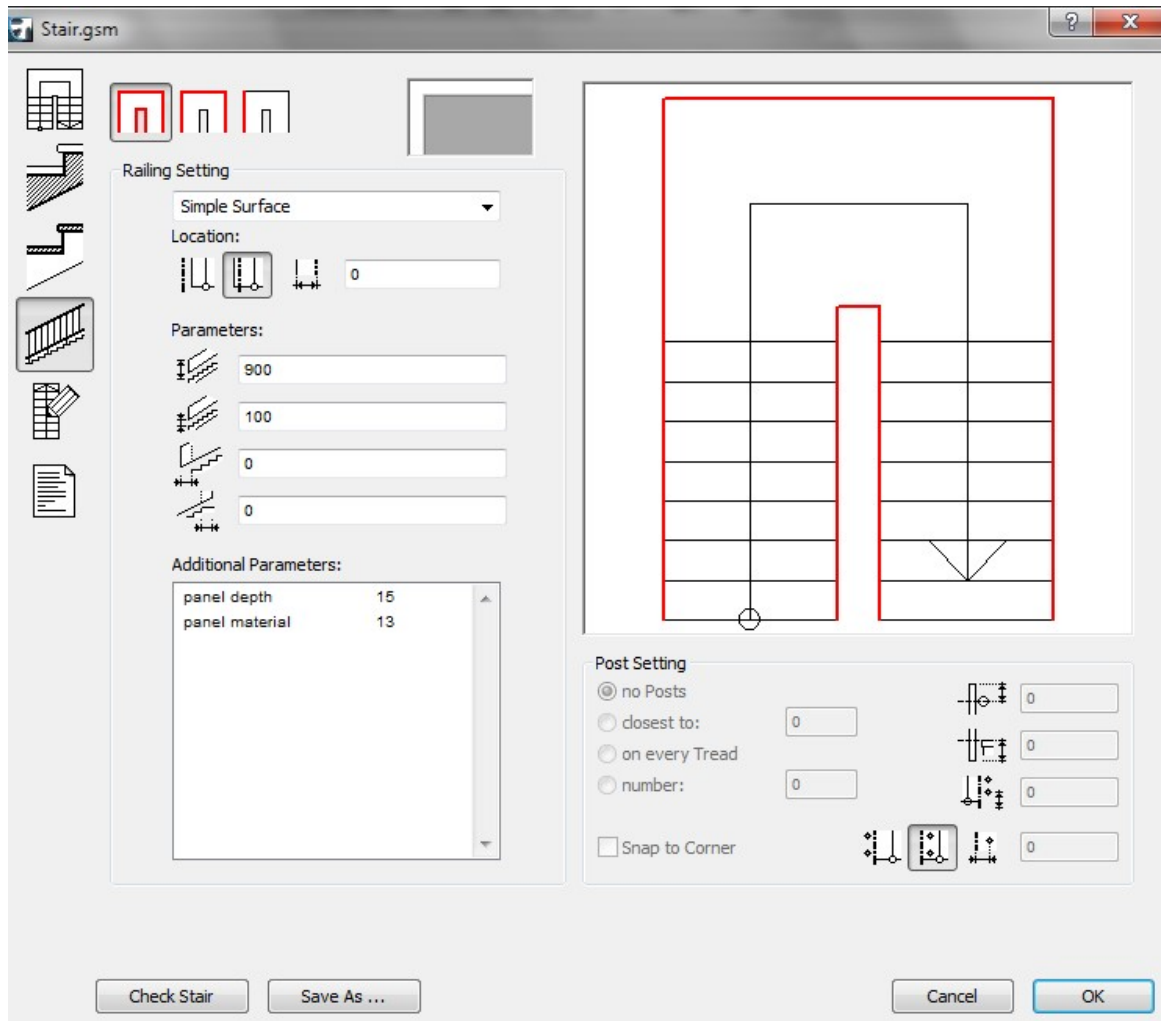 Stair.gsm
Railing Setting
Simple Surface
Location:
0
Parameters:
900
100
0
0
Additional Parameters:
panel depth 15
panel material 13
Post Setting
no Posts
closest to: 0
on every Tread
number: 0
Snap to Corner
0
0
0
0
Check Stair
Save As ...
Cancel
OK